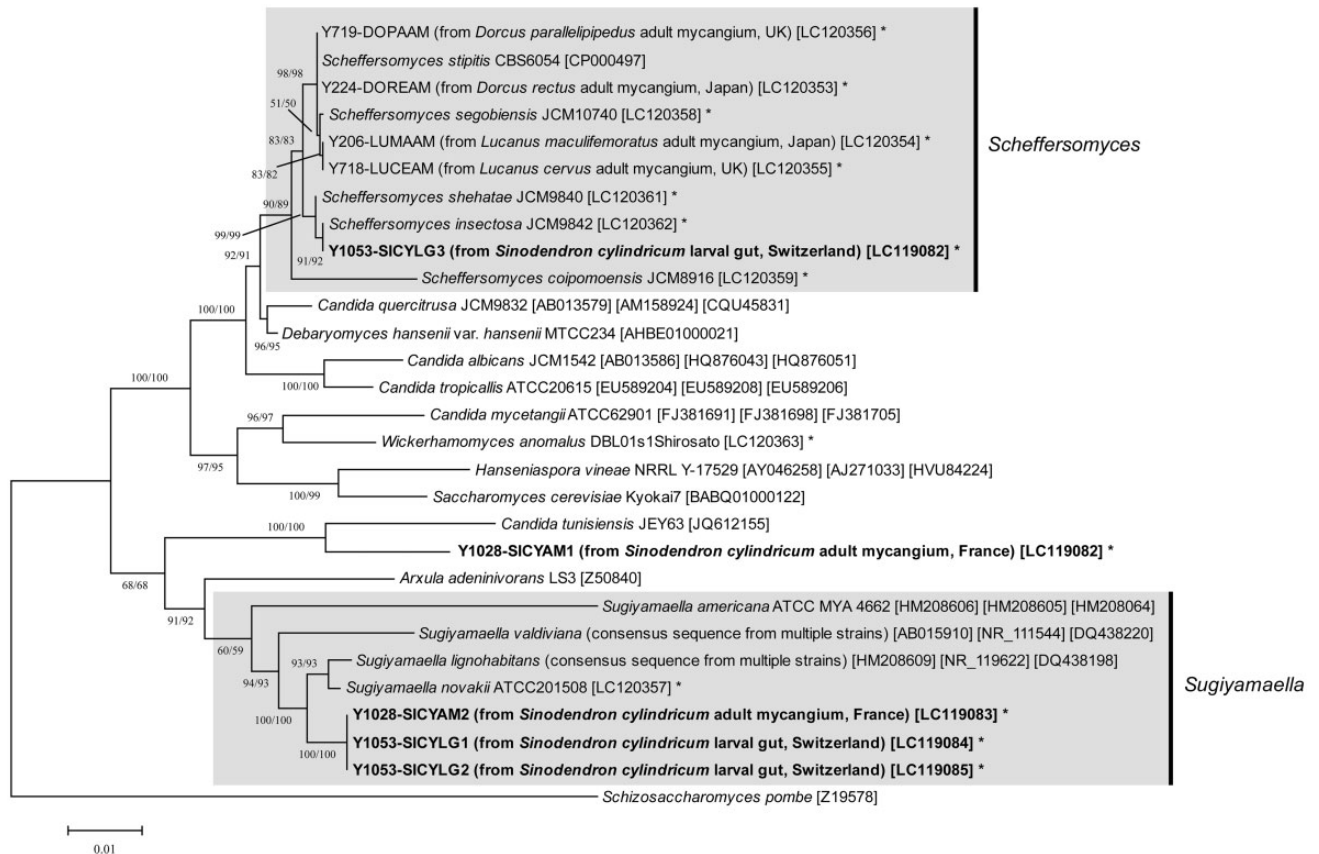 Y719-DOPAAM (from Dorcus parallelipipedus adult mycangium, UK) [LC120356] *
Scheffersomyces stipitis CBS6054 [CP000497]
98/98
Y224-DOREAM (from Dorcus rectus adult mycangium, Japan) [LC120353] *
51/50
Scheffersomyces segobiensis JCM10740 [LC120358] *
83/83
Y206-LUMAAM (from Lucanus maculifemoratus adult mycangium, Japan) [LC120354] *
Scheffersomyces
83/82
Y718-LUCEAM (from Lucanus cervus adult mycangium, UK) [LC120355] *
Scheffersomyces shehatae JCM9840 [LC120361] *
90/89
Scheffersomyces insectosa JCM9842 [LC120362] *
99/99
Y1053-SICYLG3 (from Sinodendron cylindricum larval gut, Switzerland) [LC119082] *
92/91
91/92
Scheffersomyces coipomoensis JCM8916 [LC120359] *
Candida quercitrusa JCM9832 [AB013579] [AM158924] [CQU45831]
100/100
Debaryomyces hansenii var. hansenii MTCC234 [AHBE01000021]
96/95
Candida albicans JCM1542 [AB013586] [HQ876043] [HQ876051]
100/100
100/100
Candida tropicallis ATCC20615 [EU589204] [EU589208] [EU589206]
Candida mycetangii ATCC62901 [FJ381691] [FJ381698] [FJ381705]
96/97
Wickerhamomyces anomalus DBL01s1Shirosato [LC120363] *
97/95
Hanseniaspora vineae NRRL Y-17529 [AY046258] [AJ271033] [HVU84224]
100/99
Saccharomyces cerevisiae Kyokai7 [BABQ01000122]
100/100
Candida tunisiensis JEY63 [JQ612155]
Y1028-SICYAM1 (from Sinodendron cylindricum adult mycangium, France) [LC119082] *
68/68
Arxula adeninivorans LS3 [Z50840]
91/92
Sugiyamaella americana ATCC MYA 4662 [HM208606] [HM208605] [HM208064]
60/59
Sugiyamaella valdiviana (consensus sequence from multiple strains) [AB015910] [NR_111544] [DQ438220]
93/93
Sugiyamaella lignohabitans (consensus sequence from multiple strains) [HM208609] [NR_119622] [DQ438198]
94/93
Sugiyamaella novakii ATCC201508 [LC120357] *
Sugiyamaella
100/100
Y1028-SICYAM2 (from Sinodendron cylindricum adult mycangium, France) [LC119083] *
Y1053-SICYLG1 (from Sinodendron cylindricum larval gut, Switzerland) [LC119084] *
100/100
Y1053-SICYLG2 (from Sinodendron cylindricum larval gut, Switzerland) [LC119085] *
Schizosaccharomyces pombe [Z19578]
0.01